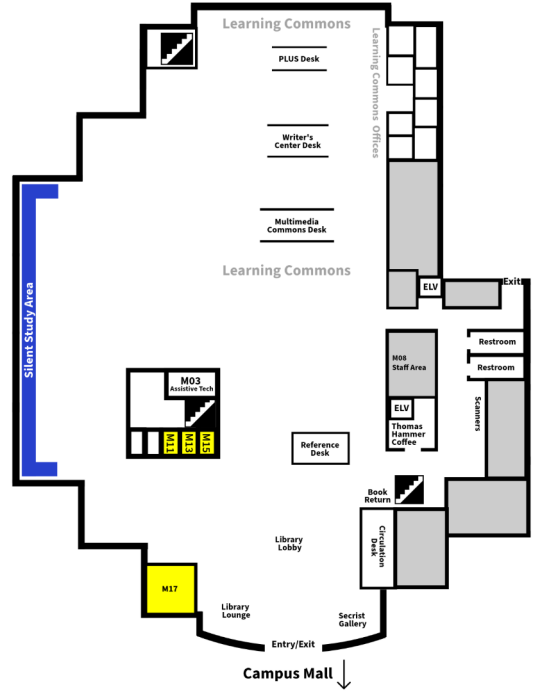 Learning Commons
PLUS Desk
Learning Commons Offices
Writer's
Center Desk
Multimedia
Commons Desk
Learning Commons
ELV
Exit
Silent Study Area
Restroom
M08
Staff Area
Restroom
M03
Assistive Tech
ELV
Scanners
Thomas
Hammer
Coffee
M11
M13
M15
Reference
Desk
Book
Return
Library
Lobby
Circulation
Desk
M17
Library
Lounge
Secrist
Gallery
Entry/Exit
Campus Mall